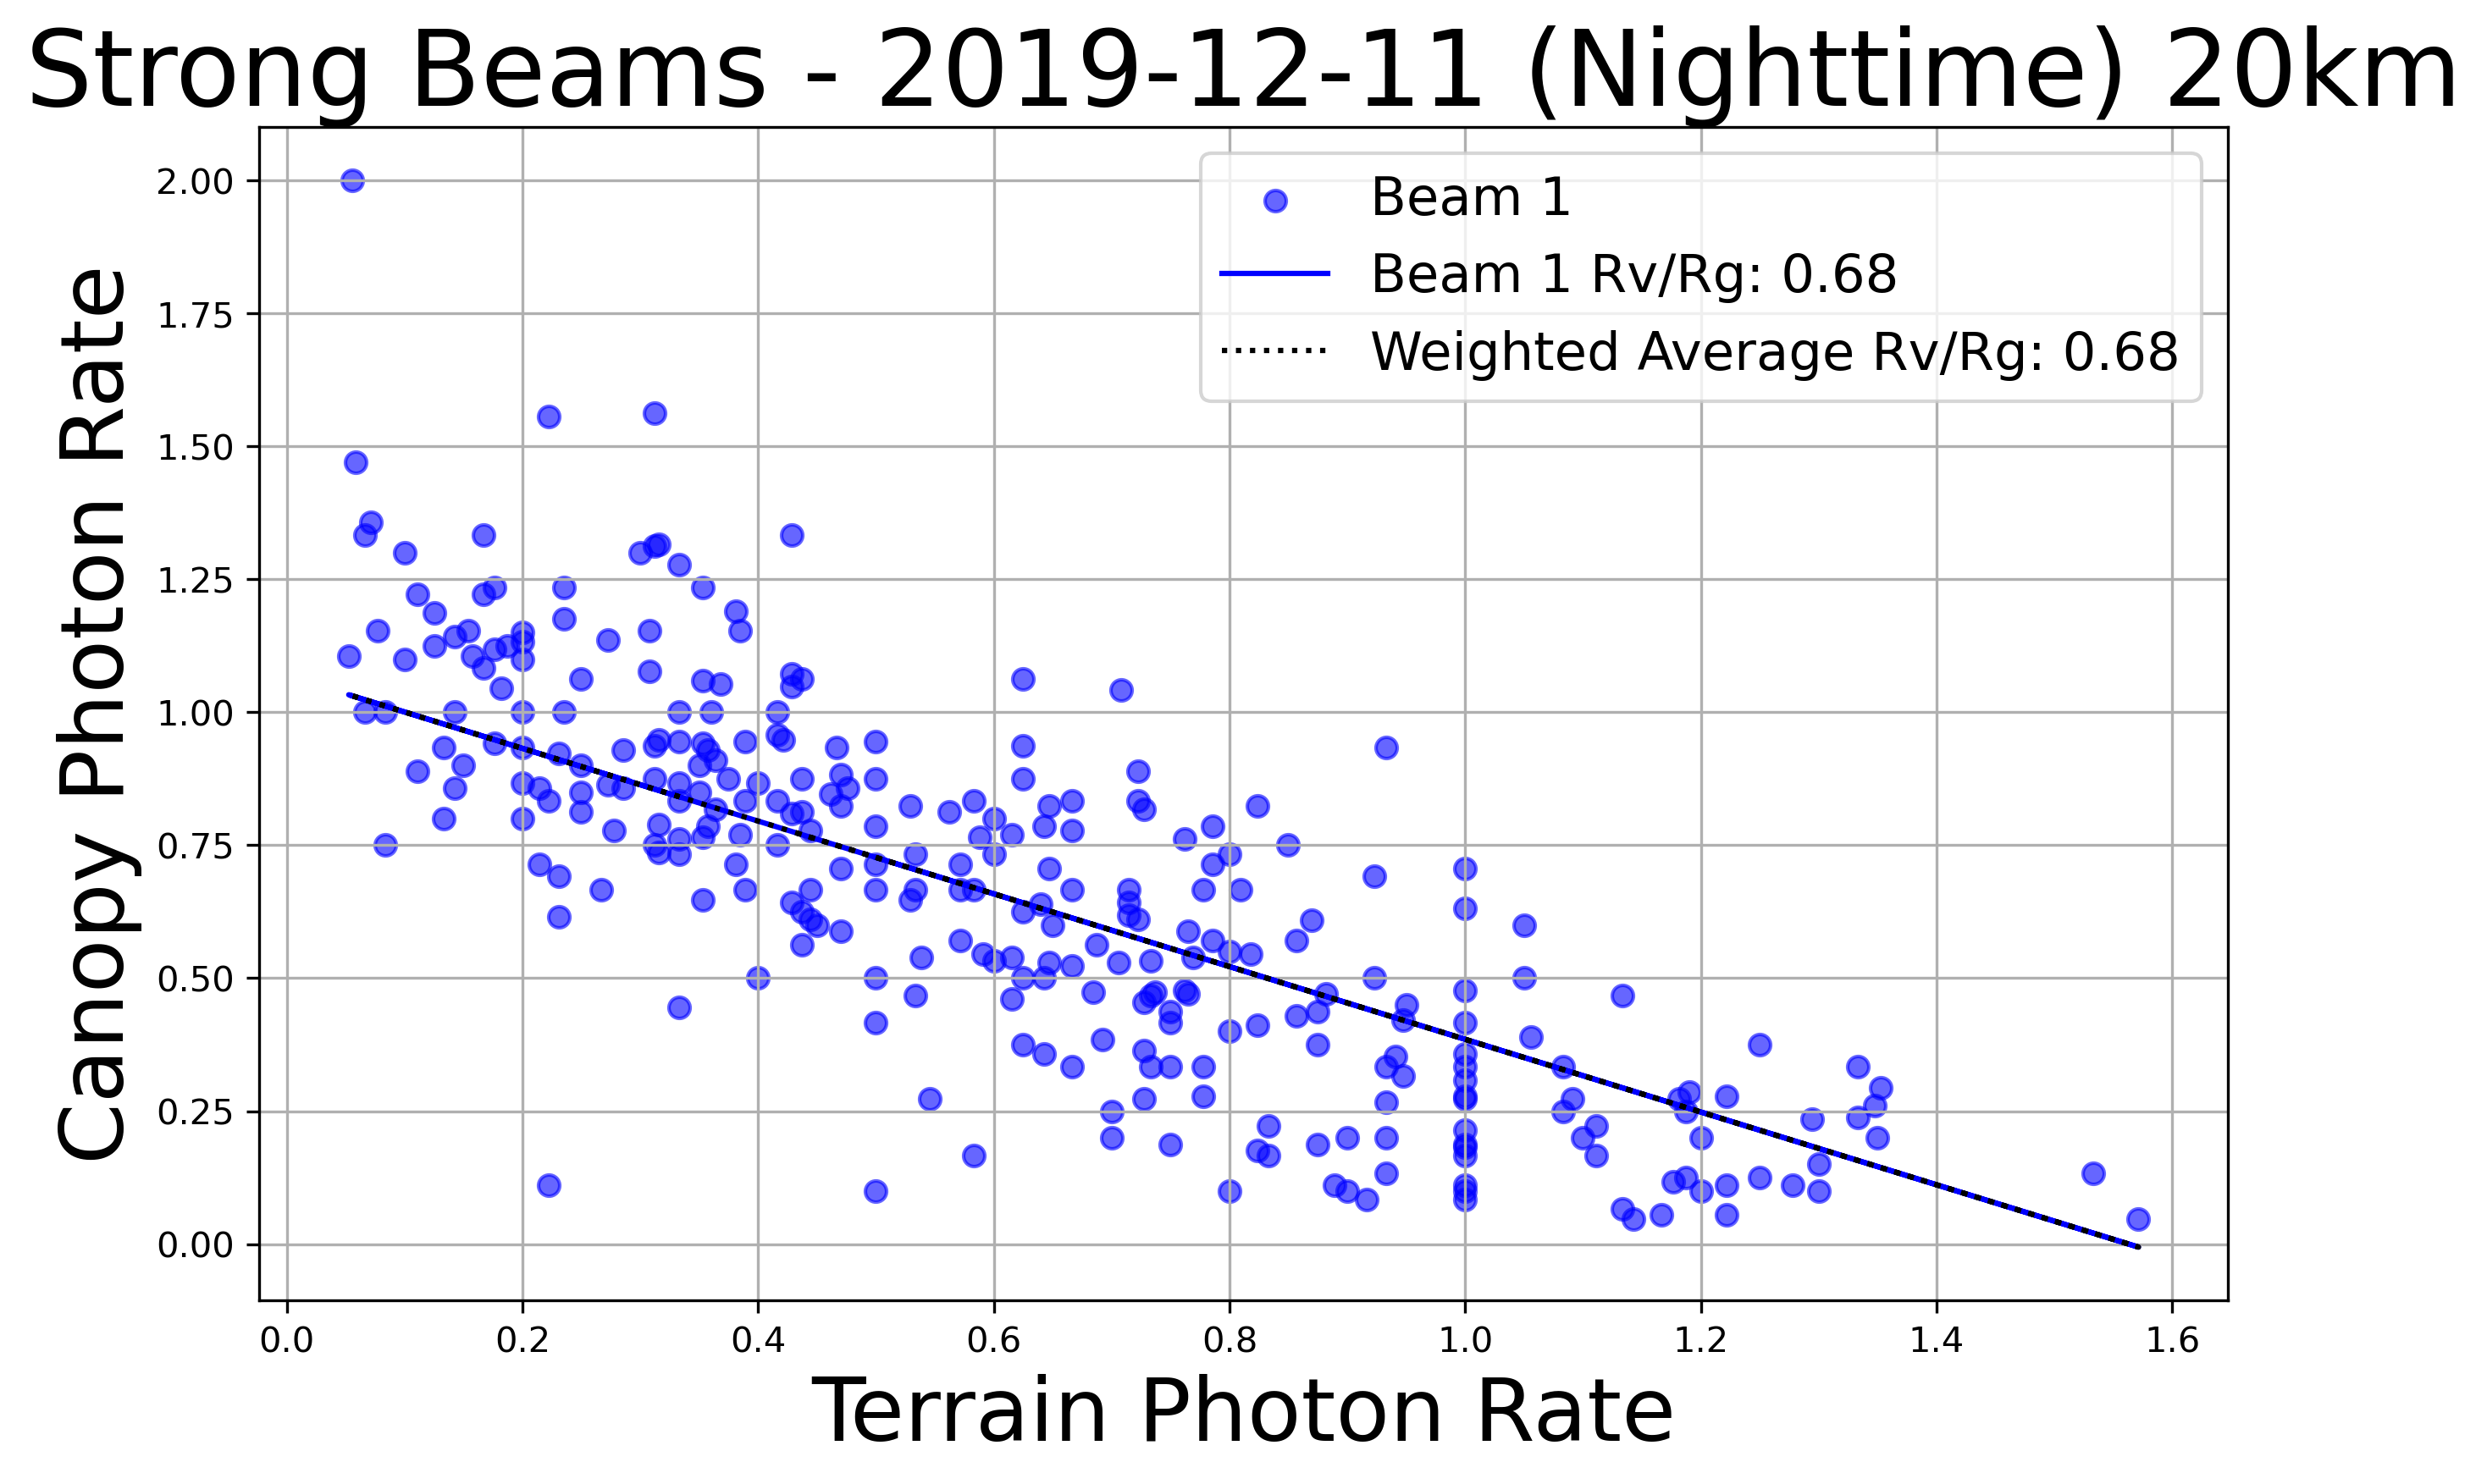 Strong Beams - 2019-12-11 (Nighttime) 20km
Beam 1
Beam 1 Rv/Rg: 0.68
Weighted Average Rv/Rg: 0.68
Canopy Photon Rate
2.00
1.75
1.50
1.25
1.00
0.75
0.50
0.25
0.00
0.0 0.2 0.4 0.6 0.8 1.0 1.2 1.4 1.6
Terrain Photon Rate